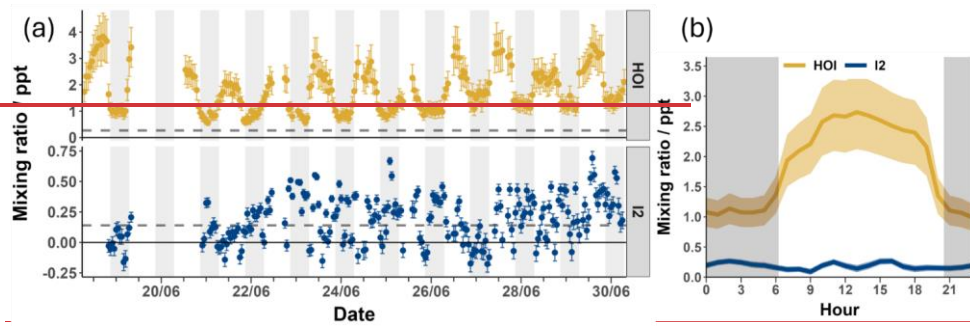 (a)
Mixing ratio / ppt
4
3
2
1
0
HOI
0.75
0.50
0.25
0.00
-0.25
I2
20/06 22/06 24/06 26/06 28/06 30/06
Date
(b)
HOI I2
Mixing ratio / ppt
3.5
3.0
2.5
2.0
1.5
1.0
0.5
0.0
0 3 6 9 12 15 18 21
Hour